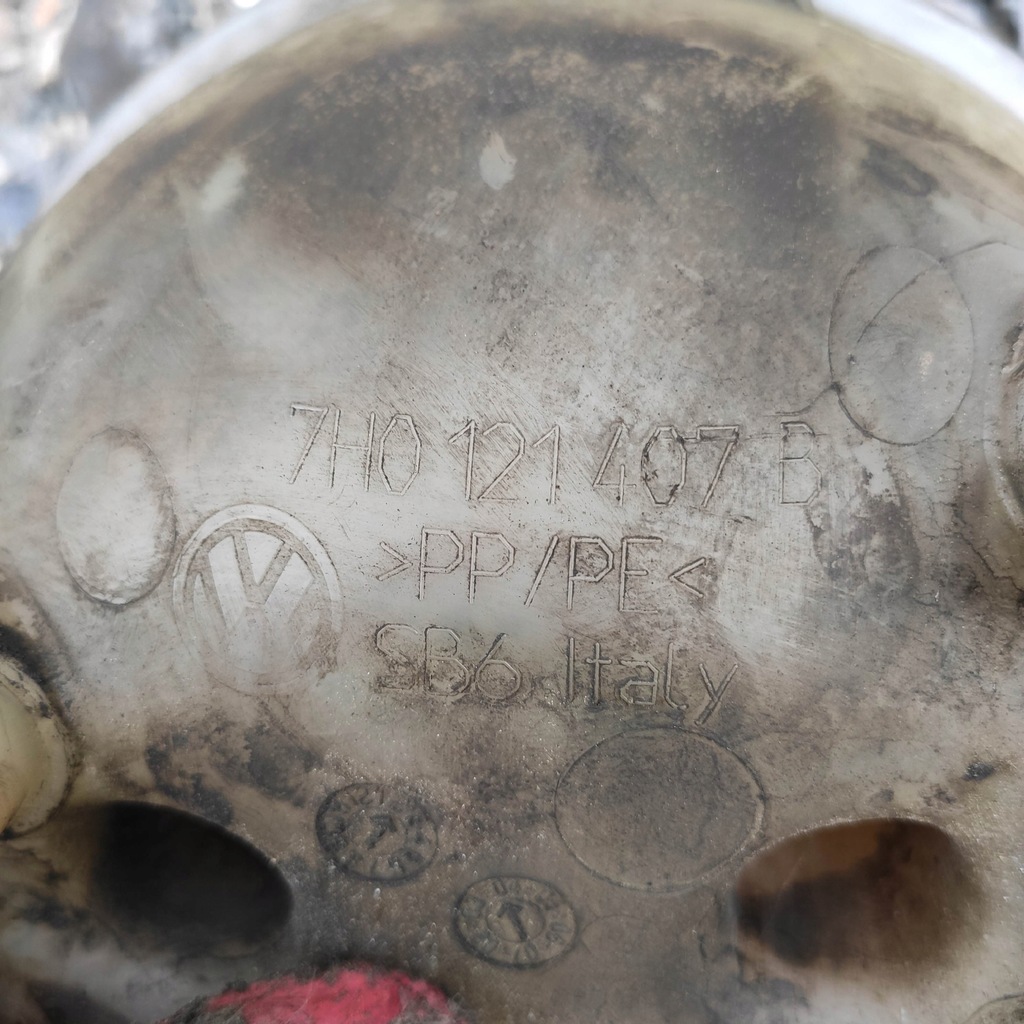 7H0 121 407 B
>PP/PE<
SB6 Italy